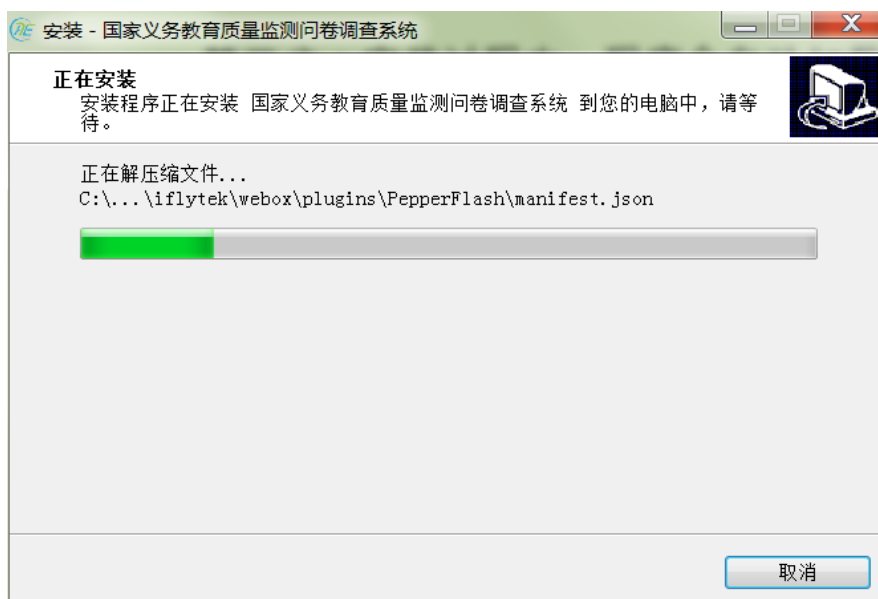 安装 - 国家义务教育质量监测问卷调查系统
正在安装
安装程序正在安装 国家义务教育质量监测问卷调查系统 到您的电脑中，请等
待。
正在解压缩文件...
C:\...\iflytek\webox\plugins\PepperFlash\manifest.json
取消